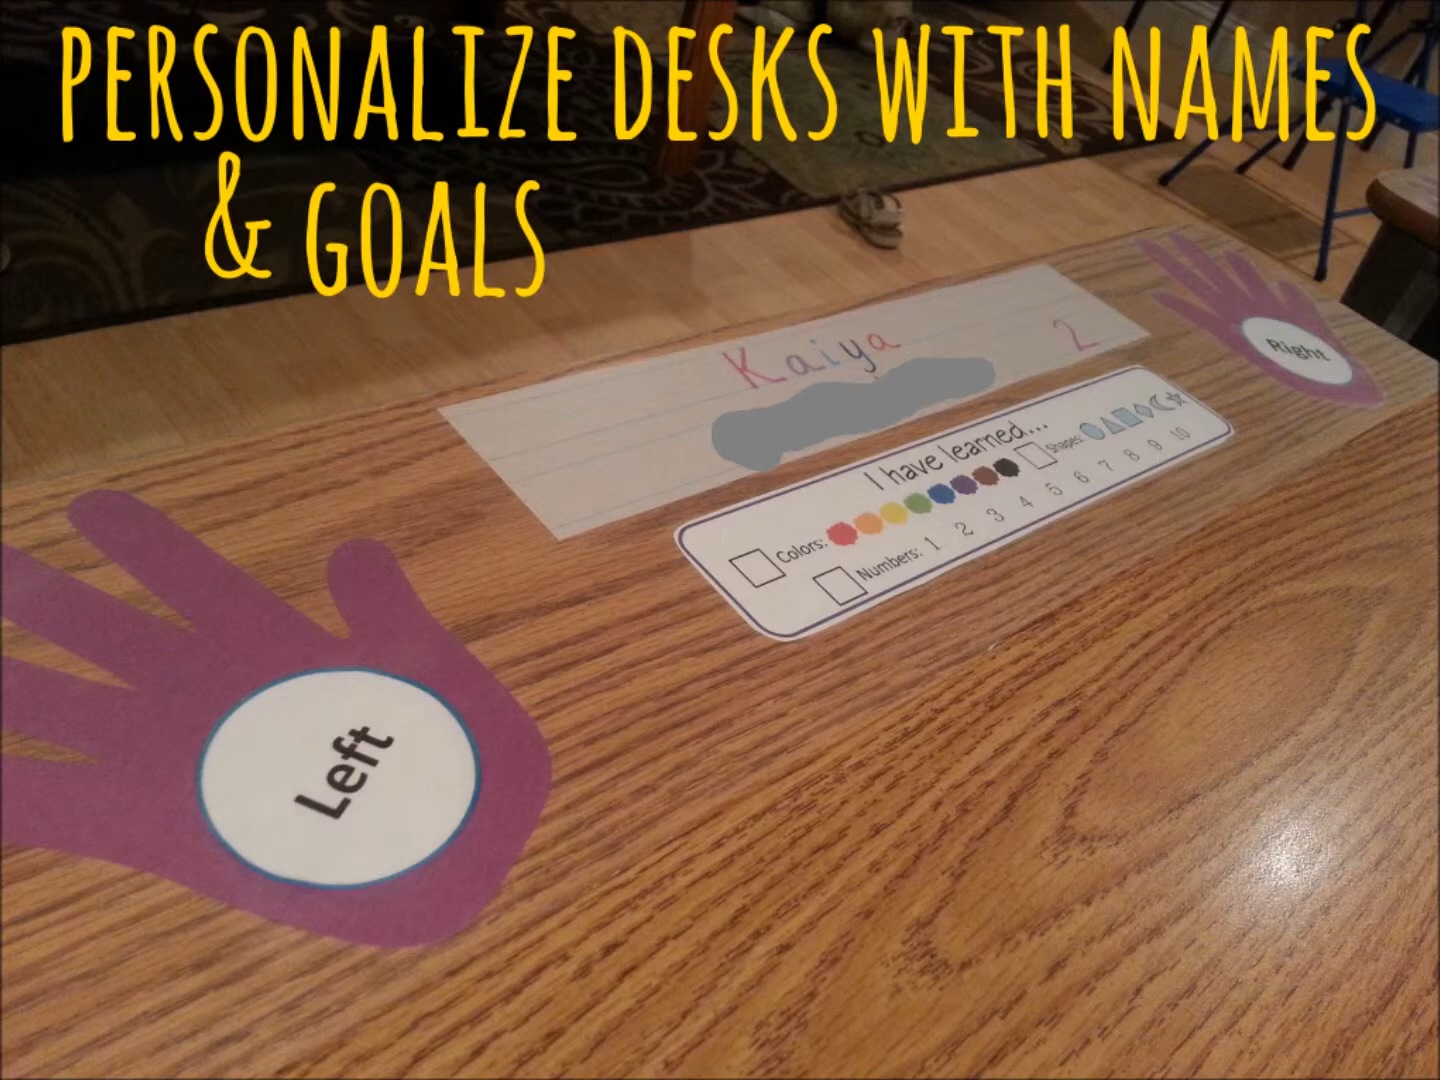 PERSONALIZE DESKS WITH NAMES
& GOALS
Kaiya
2
Right
I have learned...
Colors:
Shapes:
Numbers: 1 2 3 4 5 6 7 8 9 10
Left